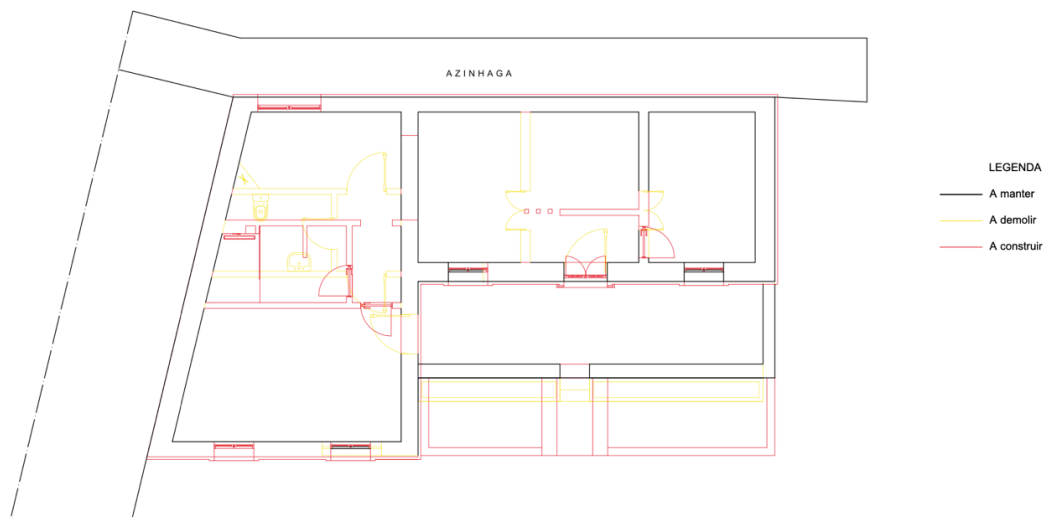 AZINHAGA
LEGENDA
A manter
A demolir
A construir